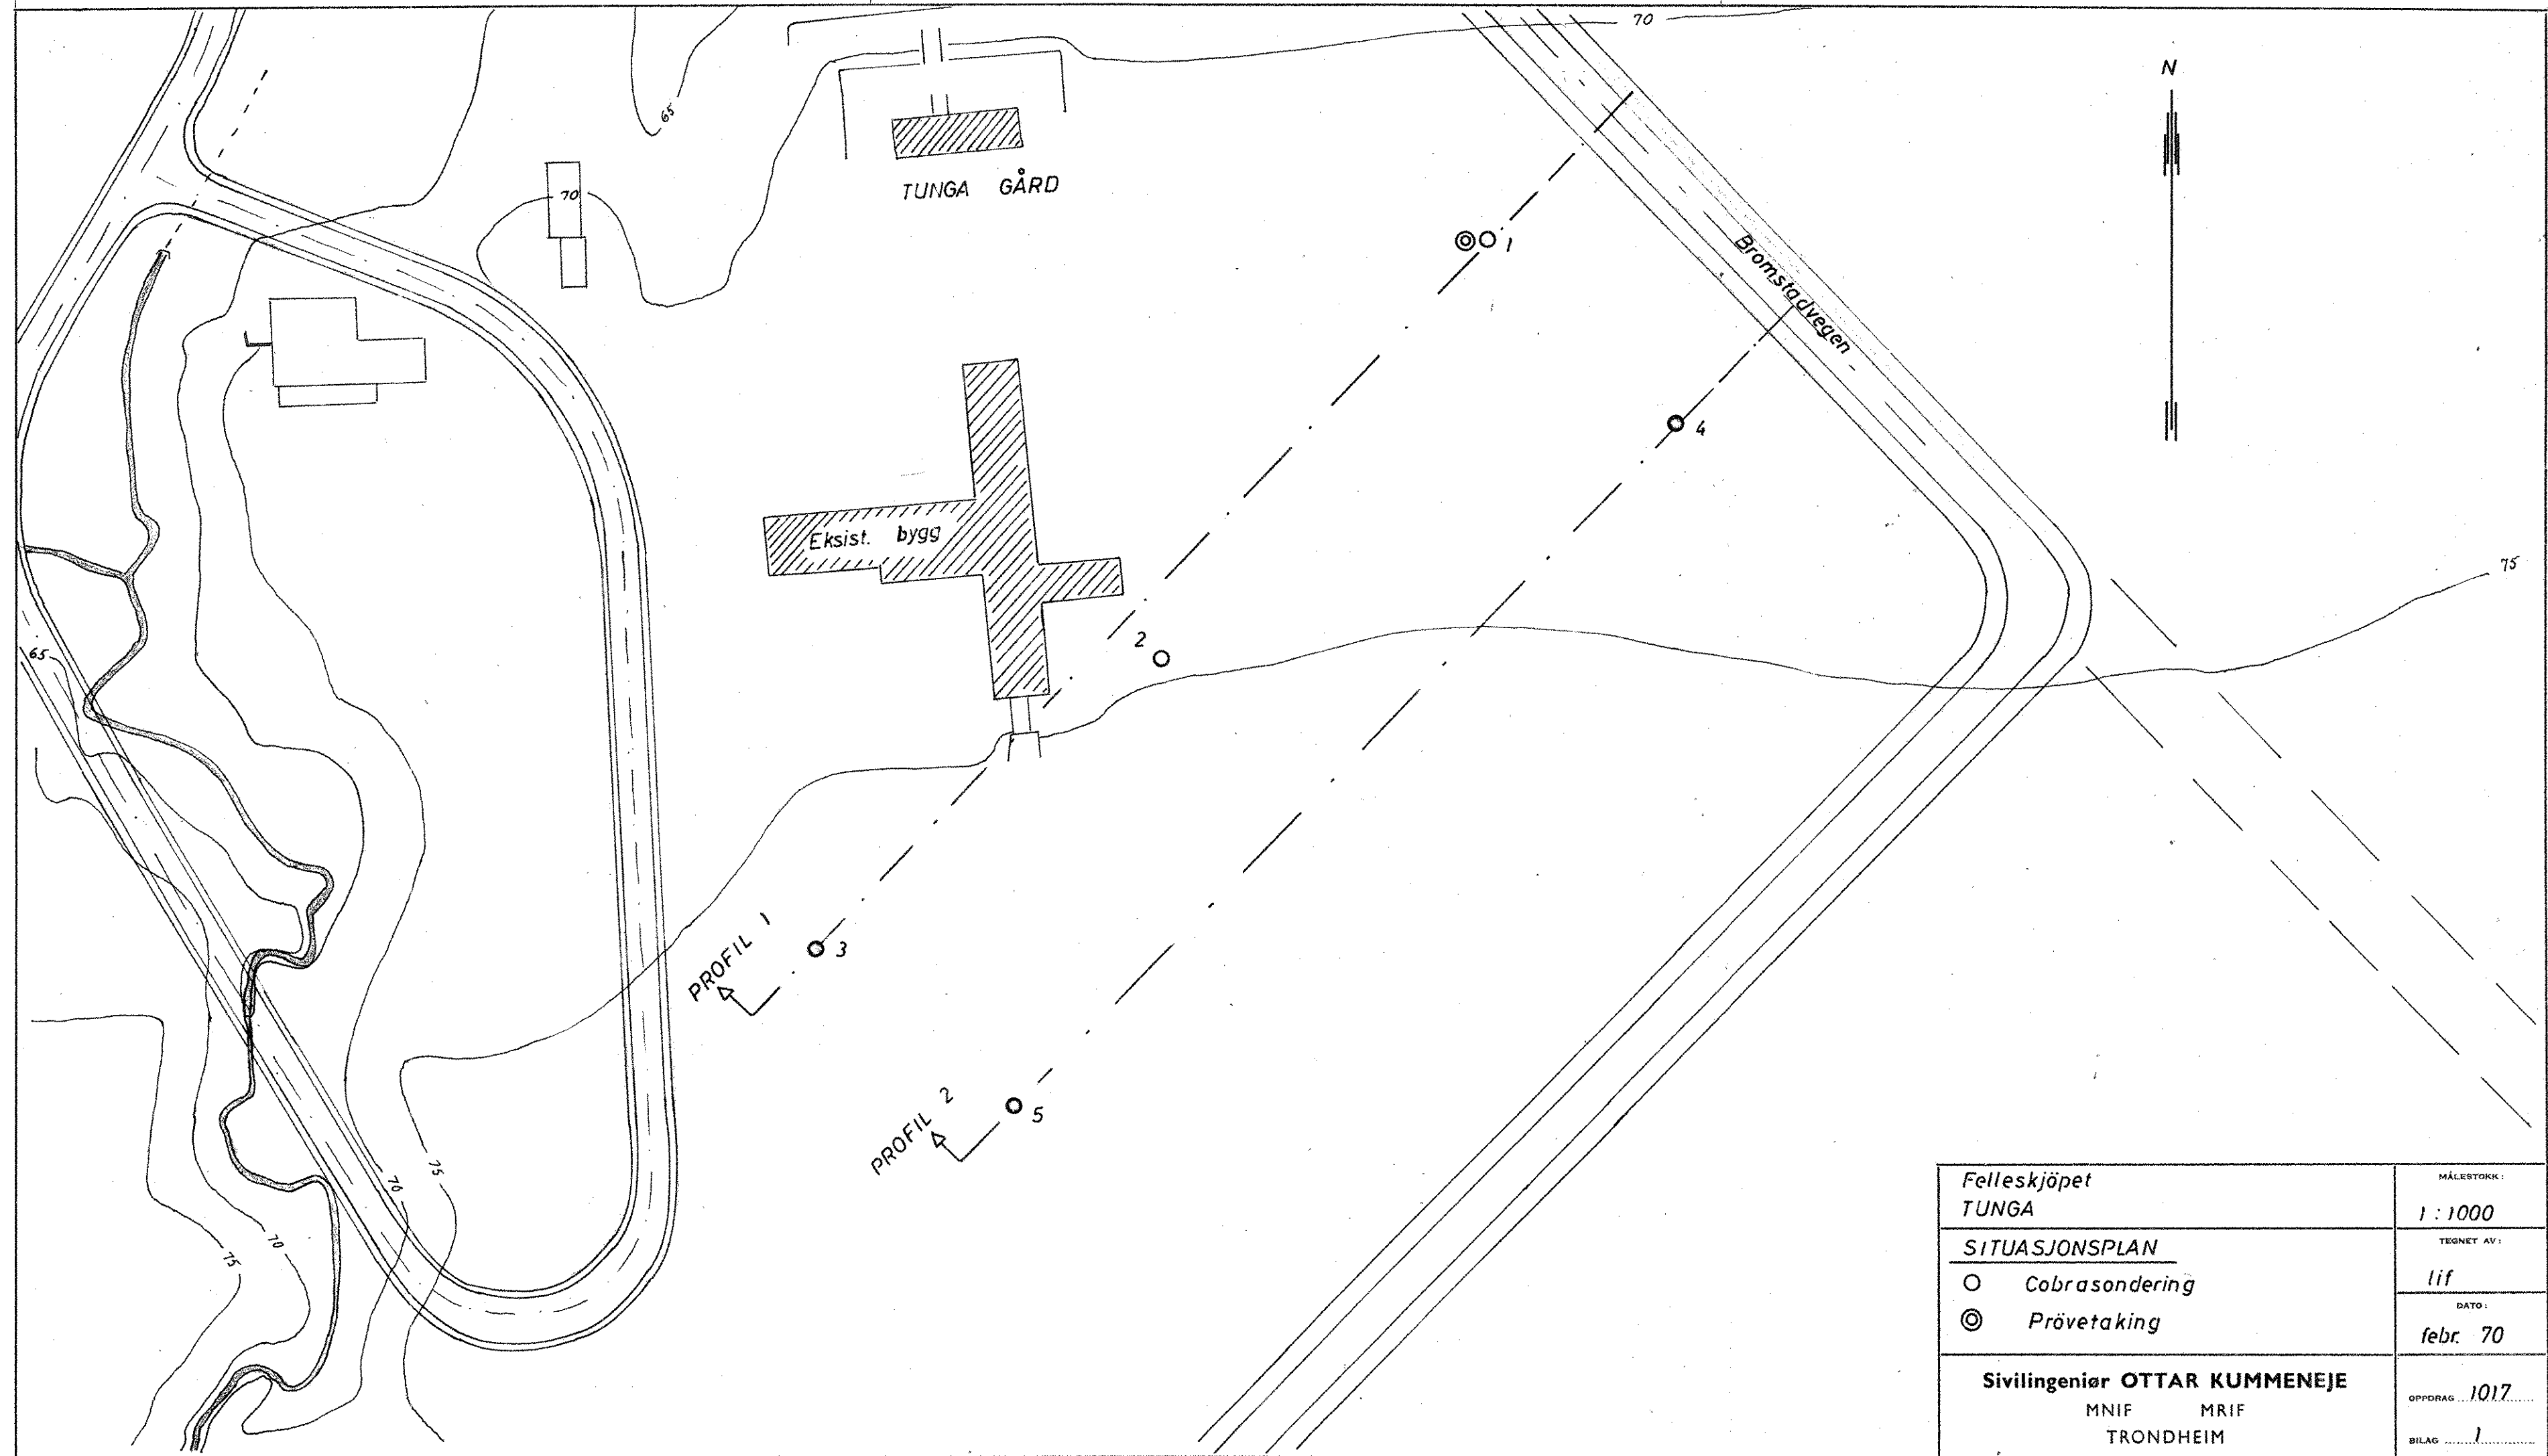 70
N
65
70
TUNGA GÅRD
1
Bromstadvegen
4
Eksist. bygg
75
2
65
PROFIL 1
3
PROFIL 2
5
75
70
70
75
Felleskjöpet
TUNGA
MÅLESTOKK:
1:1000
SITUASJONSPLAN
TEGNET AV:
lif
Cobrasondering
Prövetaking
DATO:
febr. 70
Sivilingeniør OTTAR KUMMENEJE
MNIF MRIF
TRONDHEIM
OPPDRAG 1017
BILAG 1